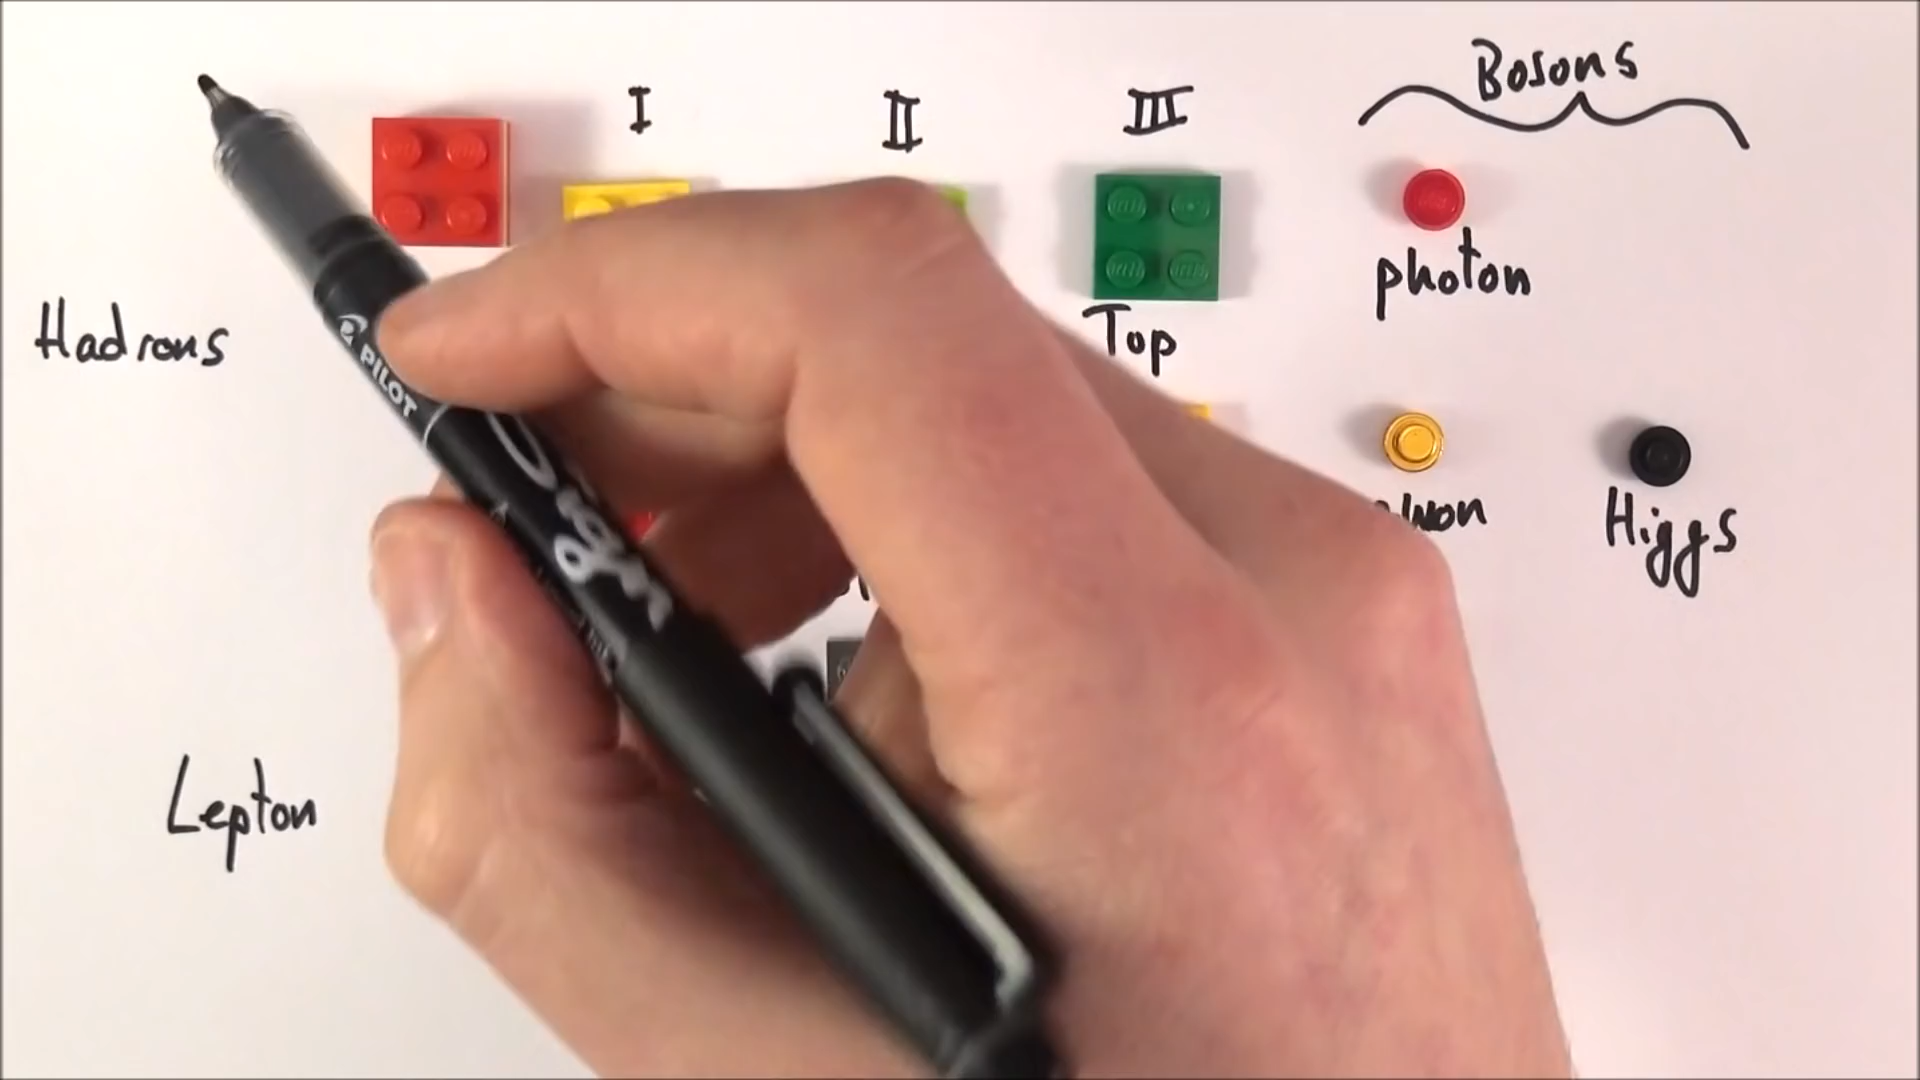 Bosons
I
II
III
photon
Hadrons
Top
PILOT
Higgs
Lepton